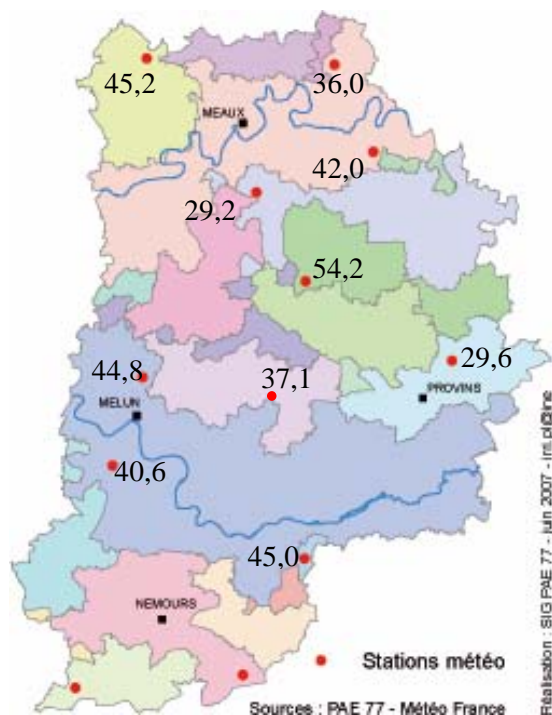 45,2
36,0
MEAUX
42,0
29,2
54,2
29,6
44,8
37,1
PROVINS
MELUN
40,6
45,0
NEMOURS
Stations météo
Sources : PAE 77 - Météo France
Réalisation : SIG PAE 77 - juin 2007 -